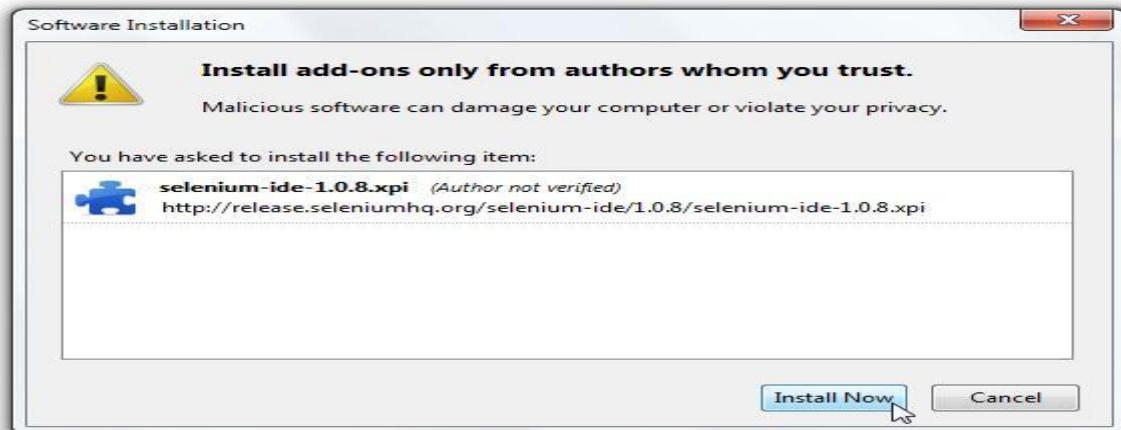 Software Installation
Install add-ons only from authors whom you trust.
Malicious software can damage your computer or violate your privacy.
You have asked to install the following item:
selenium-ide-1.0.8.xpi (Author not verified)
http://release.seleniumhq.org/selenium-ide/1.0.8/selenium-ide-1.0.8.xpi
Install Now Cancel